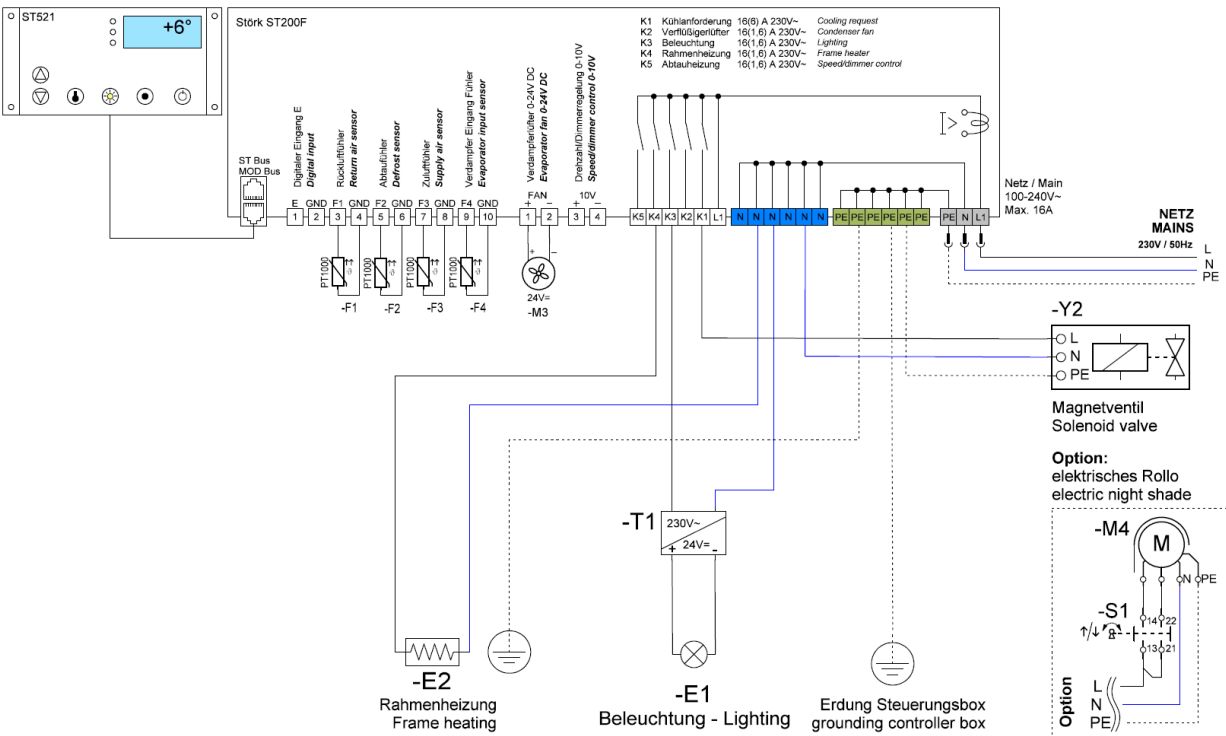 ST521
+6°
Störk ST200F
K1 Kühlanforderung 16(6) A 230V~ Cooling request
K2 Verflüßigerlüfter 16(1,6) A 230V~ Condenser fan
K3 Beleuchtung 16(1,6) A 230V~ Lighting
K4 Rahmenheizung 16(1,6) A 230V~ Frame heater
K5 Abtauheizung 16(1,6) A 230V~ Speed/dimmer control
ST Bus
MOD Bus
Digitaler Eingang E
Digital input
Rückluftfühler
Return air sensor
Abtaufühler
Defrost sensor
Zuluftfühler
Supply air sensor
Verdampfer Eingang Fühler
Evaporator input sensor
Verdampferlüfter 0-24V DC
Evaporator fan 0-24V DC
Drehzahl/Dimmerregelung 0-10V
Speed/dimmer control 0-10V
E GND F1 GND F2 GND F3 GND F4 GND
FAN
+ −
10V
+ −
1 2 3 4 5 6 7 8 9 10
1 2
3 4
K5 K4 K3 K2 K1 L1
N N N N N N
PE PE PE PE PE PE
PE N L1
I>
Netz / Main
100-240V~
Max. 16A
NETZ
MAINS
230V / 50Hz
L
N
PE
PT1000
ϑ
-F1
PT1000
ϑ
-F2
PT1000
ϑ
-F3
PT1000
ϑ
-F4
+ −
24V=
-M3
-Y2
L
N
PE
Magnetventil
Solenoid valve
Option:
elektrisches Rollo
electric night shade
-M4
M
N PE
-S1
14 22
13 21
Option
L
N
PE
-T1
230V~
24V=
+ -
-E2
Rahmenheizung
Frame heating
-E1
Beleuchtung - Lighting
Erdung Steuerungsbox
grounding controller box